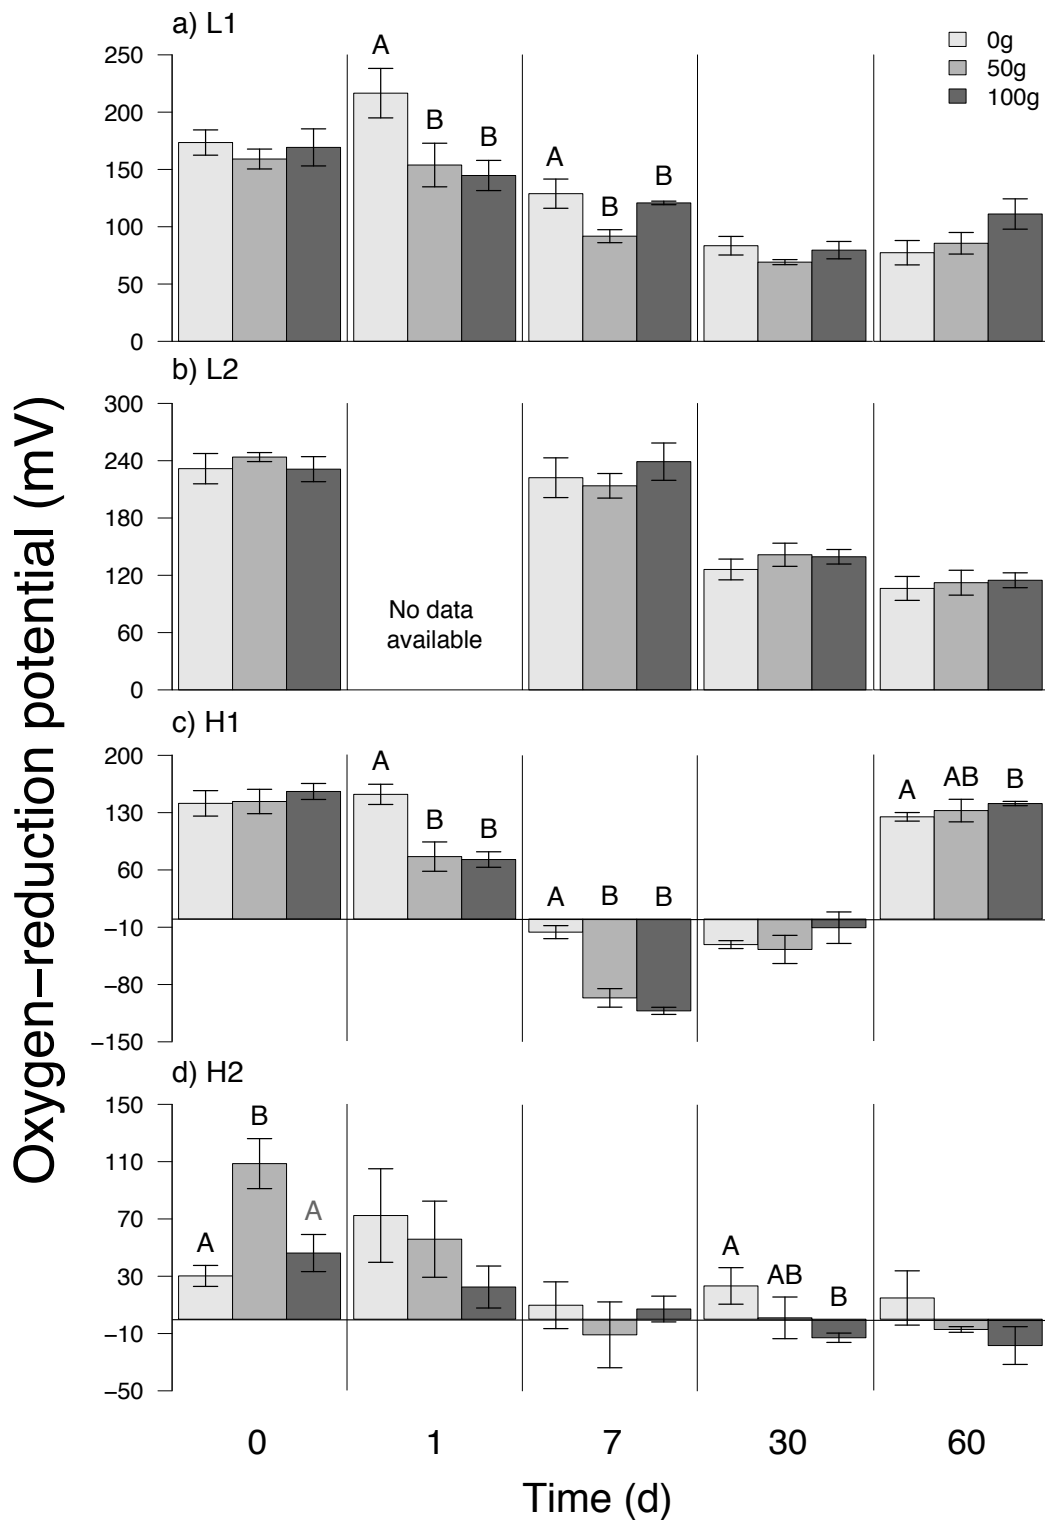 a) L1
0g
50g
100g
250
200
150
100
50
0
A
B
B
A
B
B
b) L2
300
240
180
120
60
0
No data
available
c) H1
200
130
60
−10
−80
−150
A
B
B
A
B
B
A
AB
B
d) H2
150
110
70
30
−10
−50
A
B
A
A
AB
B
0
1
7
30
60
Time (d)
Oxygen−reduction potential (mV)